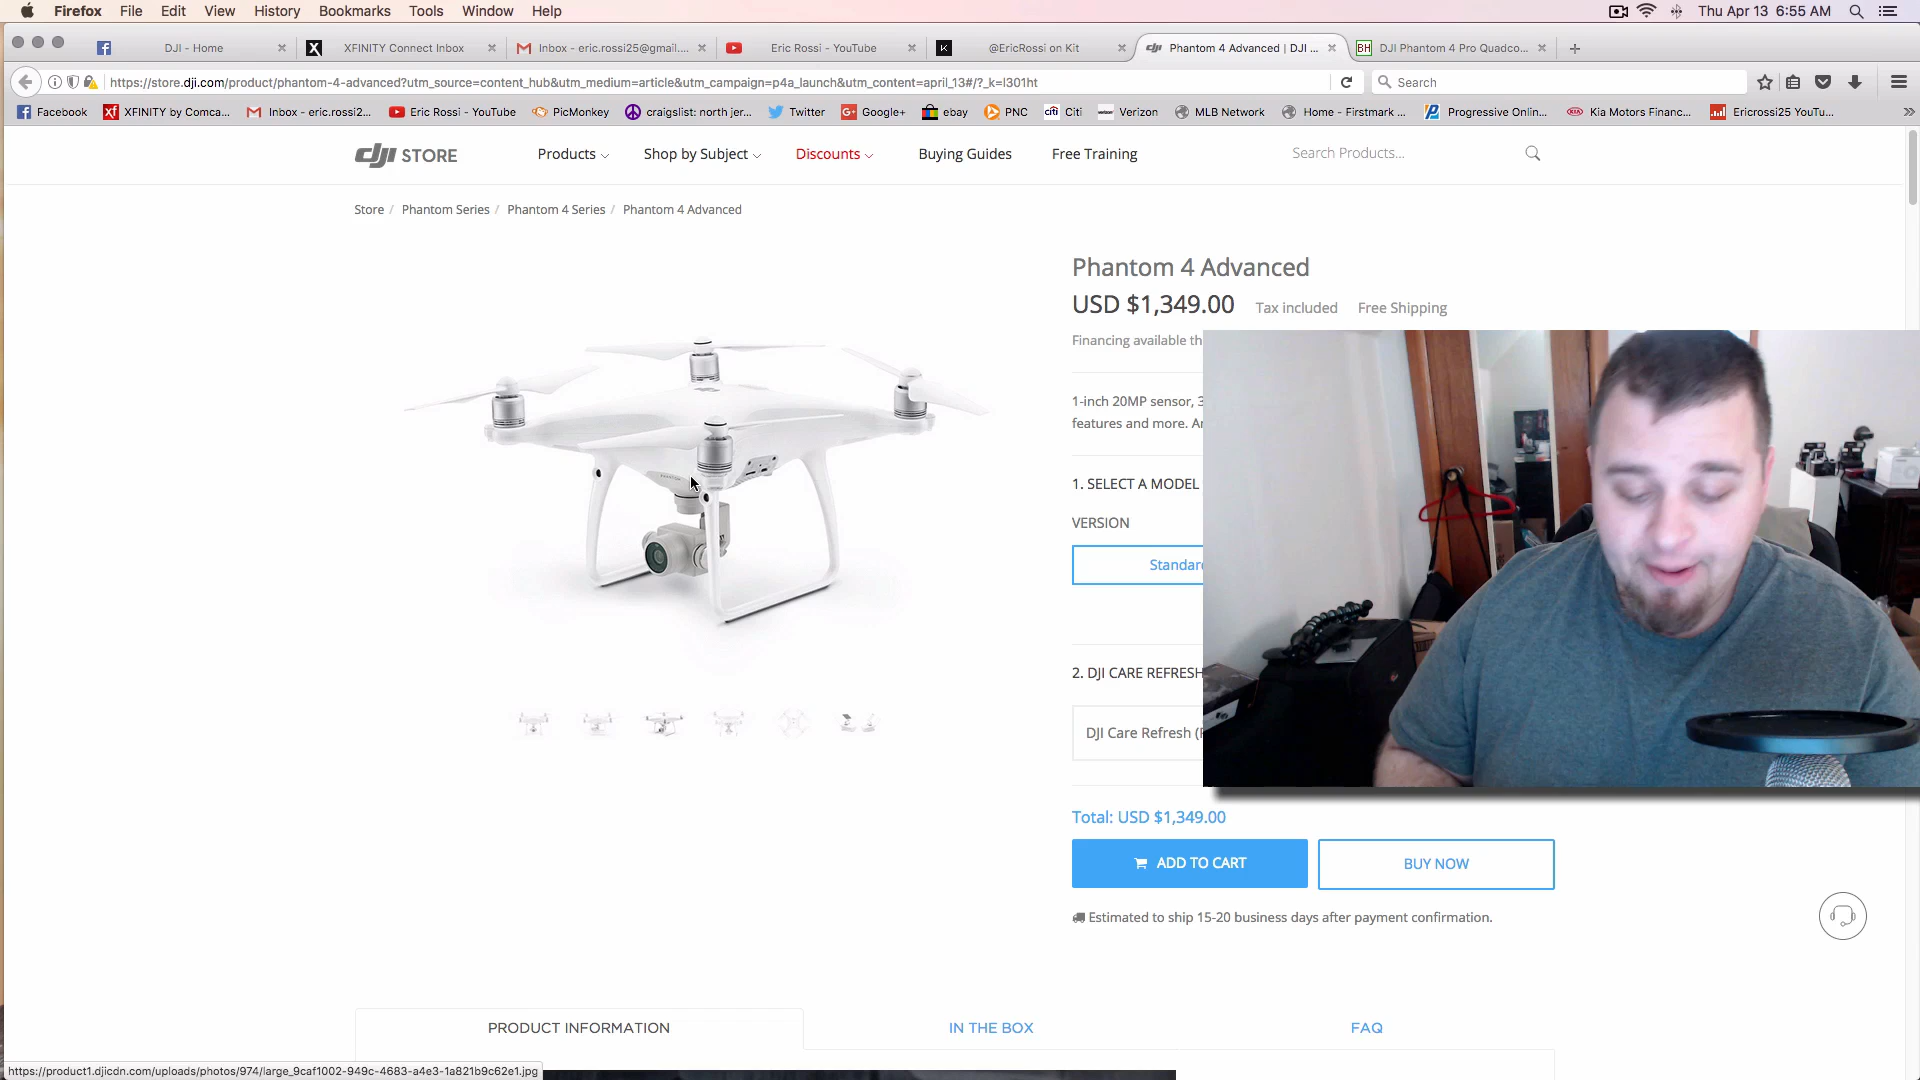 Firefox File Edit View History Bookmarks Tools Window Help Thu Apr 13 6:55 AM
DJI - Home XFINITY Connect Inbox Inbox - eric.rossi25@gmail.... Eric Rossi - YouTube @EricRossi on Kit Phantom 4 Advanced | DJI ... DJI Phantom 4 Pro Quadco...
https://store.dji.com/product/phantom-4-advanced?utm_source=content_hub&utm_medium=article&utm_campaign=p4a_launch&utm_content=april_13#/?_k=l301ht Search
Facebook XFINITY by Comca... Inbox - eric.rossi2... Eric Rossi - YouTube PicMonkey craigslist: north jer... Twitter Google+ ebay PNC Citi Verizon MLB Network Home - Firstmark ... Progressive Onlin... Kia Motors Financ... Ericrossi25 YouTu...
dji STORE Products Shop by Subject Discounts Buying Guides Free Training Search Products...
Store / Phantom Series / Phantom 4 Series / Phantom 4 Advanced
Phantom 4 Advanced
USD $1,349.00 Tax included Free Shipping
Financing available th
1-inch 20MP sensor, 3
features and more. Ar
1. SELECT A MODEL
VERSION
Standard
2. DJI CARE REFRESH
DJI Care Refresh (P
Total: USD $1,349.00
ADD TO CART BUY NOW
Estimated to ship 15-20 business days after payment confirmation.
PRODUCT INFORMATION IN THE BOX FAQ
https://product1.djicdn.com/uploads/photos/974/large_9caf1002-949c-4683-a4e3-1a821b9c62e1.jpg